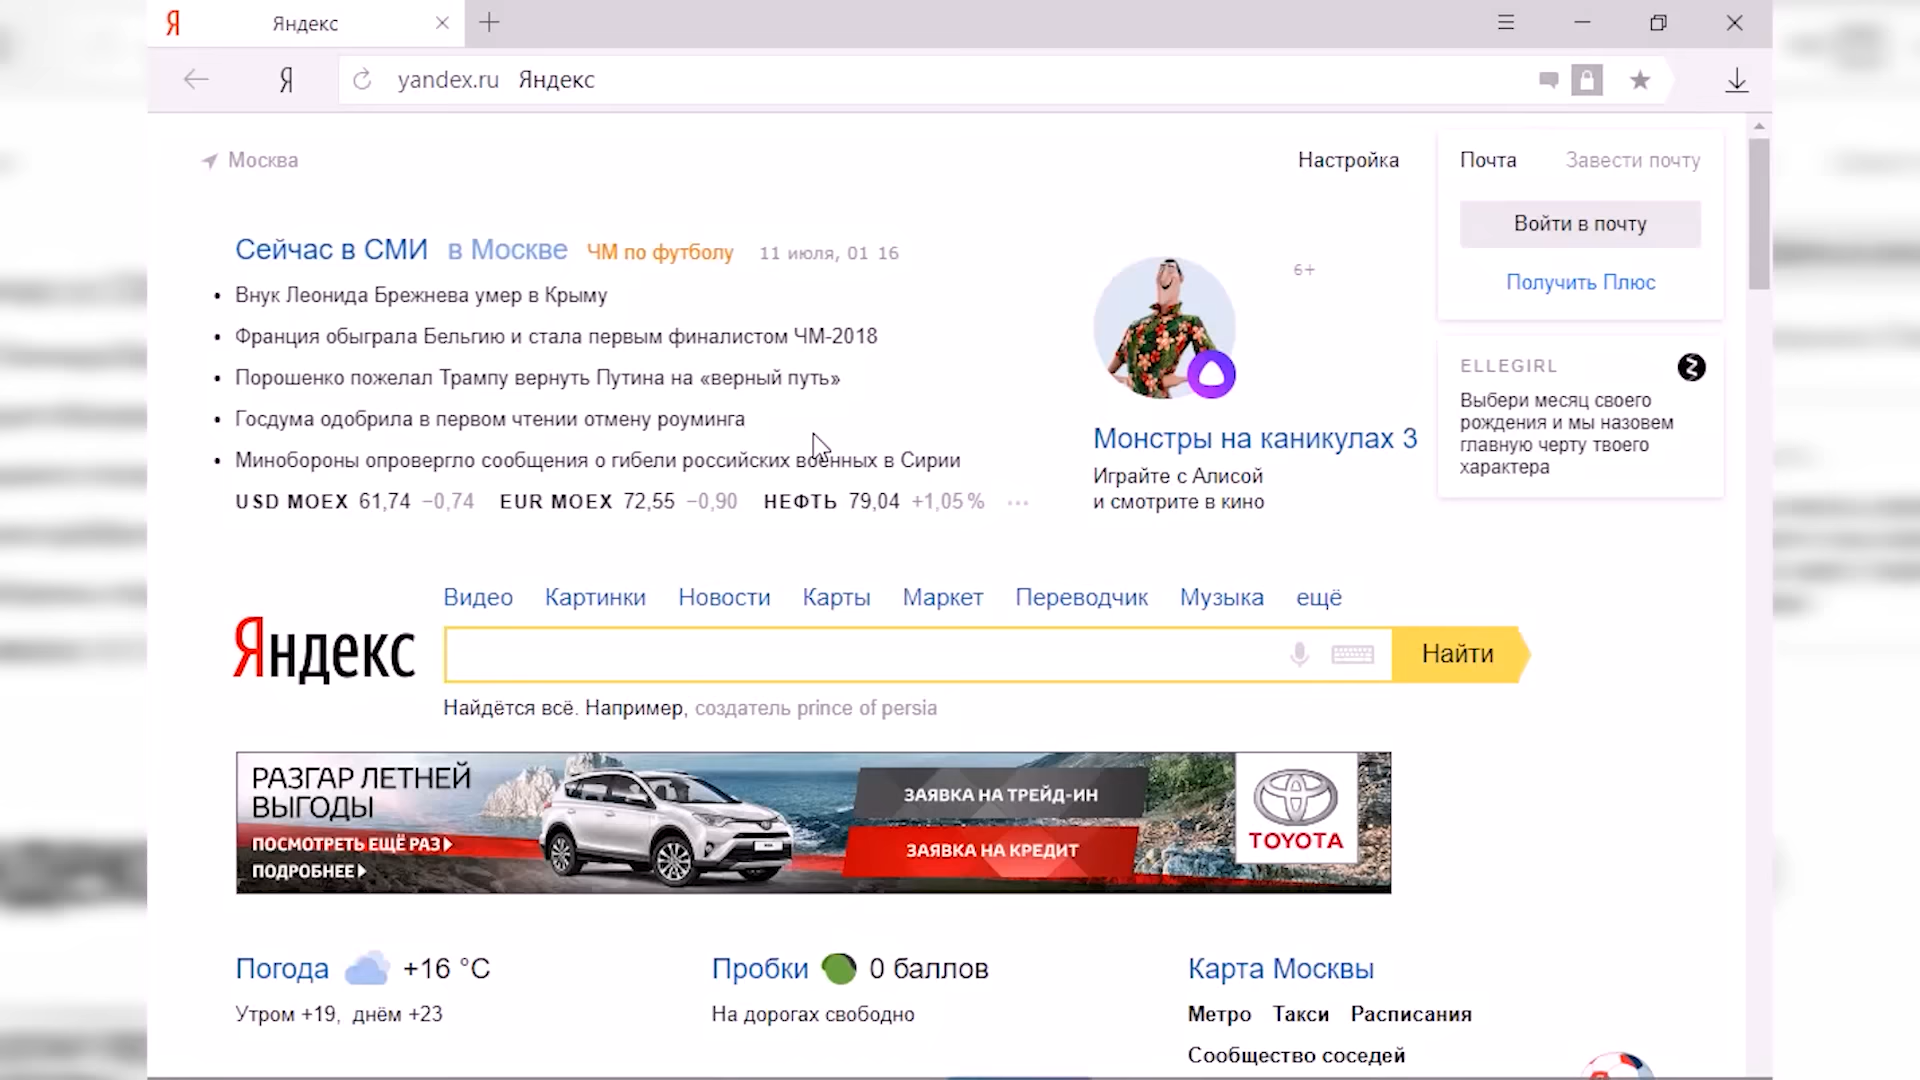 Яндекс
yandex.ru Яндекс
Москва
Настройка
Почта Завести почту
Войти в почту
Получить Плюс
Сейчас в СМИ в Москве ЧМ по футболу 11 июля, 01 16
Внук Леонида Брежнева умер в Крыму
Франция обыграла Бельгию и стала первым финалистом ЧМ-2018
Порошенко пожелал Трампу вернуть Путина на «верный путь»
Госдума одобрила в первом чтении отмену роуминга
Минобороны опровергло сообщения о гибели российских военных в Сирии
USD MOEX 61,74 −0,74 EUR MOEX 72,55 −0,90 НЕФТЬ 79,04 +1,05 % ...
6+
Монстры на каникулах 3
Играйте с Алисой
и смотрите в кино
ELLEGIRL
Выбери месяц своего
рождения и мы назовем
главную черту твоего
характера
Видео Картинки Новости Карты Маркет Переводчик Музыка ещё
Яндекс
Найти
Найдётся всё. Например, создатель prince of persia
РАЗГАР ЛЕТНЕЙ
ВЫГОДЫ
ПОСМОТРЕТЬ ЕЩЁ РАЗ
ПОДРОБНЕЕ
ЗАЯВКА НА ТРЕЙД-ИН
ЗАЯВКА НА КРЕДИТ
TOYOTA
Погода +16 °C
Утром +19, днём +23
Пробки 0 баллов
На дорогах свободно
Карта Москвы
Метро Такси Расписания
Сообщество соседей